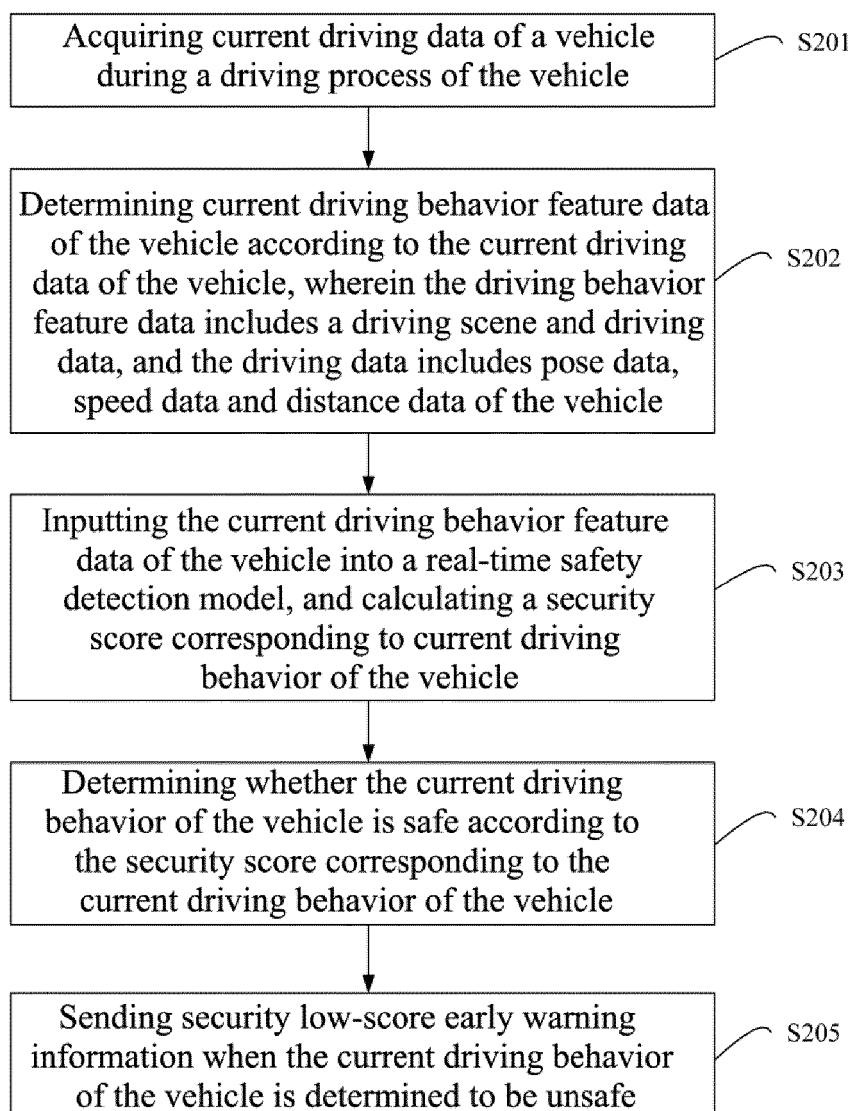 Acquiring current driving data of a vehicle
during a driving process of the vehicle
S201
Determining current driving behavior feature data
of the vehicle according to the current driving
data of the vehicle, wherein the driving behavior
feature data includes a driving scene and driving
data, and the driving data includes pose data,
speed data and distance data of the vehicle
S202
Inputting the current driving behavior feature
data of the vehicle into a real-time safety
detection model, and calculating a security
score corresponding to current driving
behavior of the vehicle
S203
Determining whether the current driving
behavior of the vehicle is safe according to
the security score corresponding to the
current driving behavior of the vehicle
S204
Sending security low-score early warning
information when the current driving behavior
of the vehicle is determined to be unsafe
S205